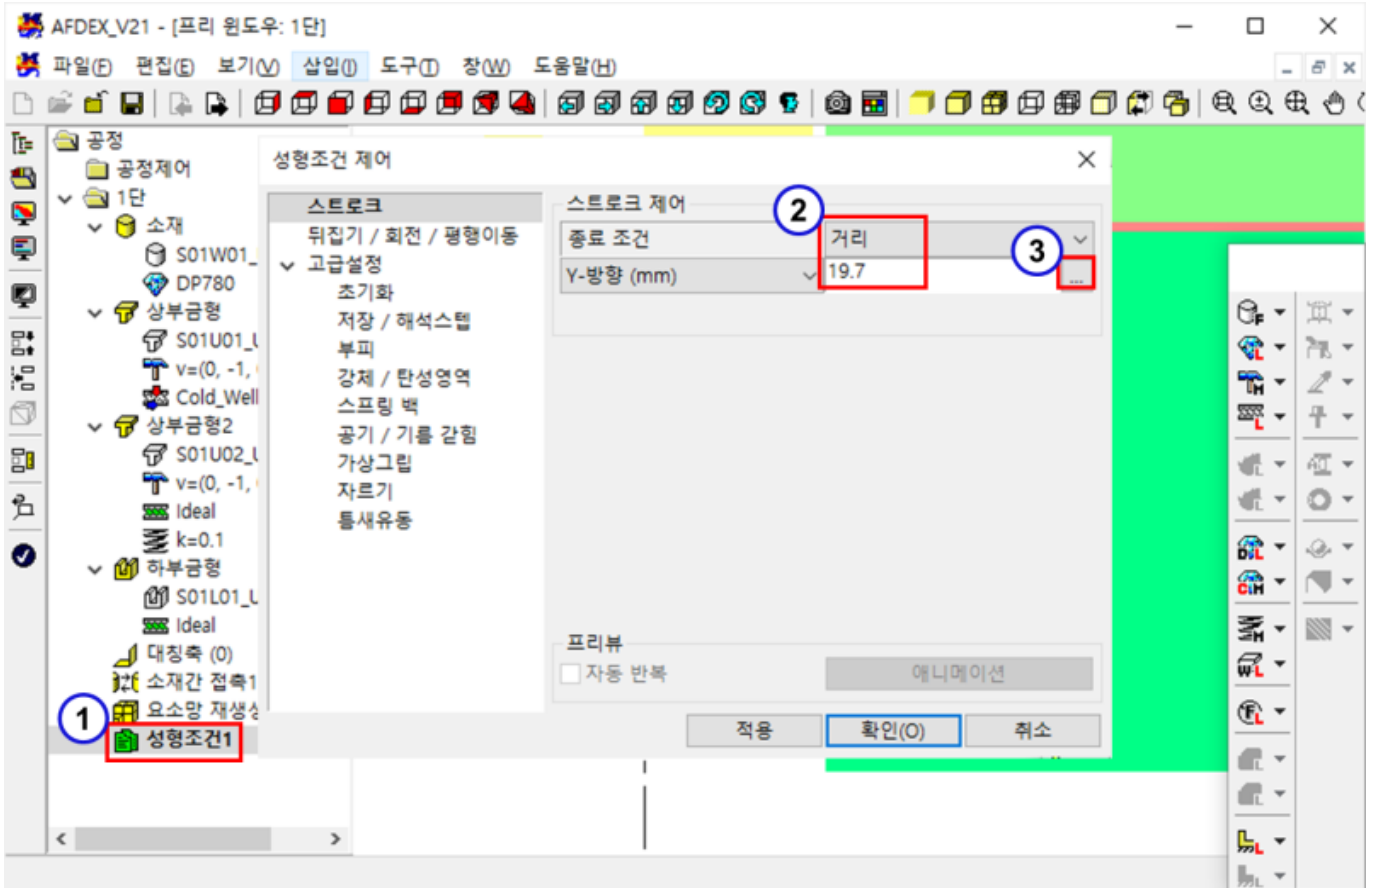 AFDEX_V21 - [프리 윈도우: 1단]
파일(F) 편집(E) 보기(V) 삽입(I) 도구(T) 창(W) 도움말(H)
공정
공정제어
1단
소재
S01W01_
DP780
상부금형
S01U01_U
v=(0, -1,
Cold_Well
상부금형2
S01U02_U
v=(0, -1,
Ideal
k=0.1
하부금형
S01L01_U
Ideal
대칭축 (0)
소재간 접촉1
요소망 재생성
1
성형조건1
성형조건 제어
스트로크
뒤집기 / 회전 / 평행이동
고급설정
초기화
저장 / 해석스텝
부피
강체 / 탄성영역
스프링 백
공기 / 기름 갇힘
가상그립
자르기
틈새유동
스트로크 제어
2
종료 조건
거리
3
Y-방향 (mm)
19.7
...
프리뷰
자동 반복
애니메이션
적용
확인(O)
취소
F
L
M
L
L
L
DL
CM
M
WL
FL
L
L
L
L